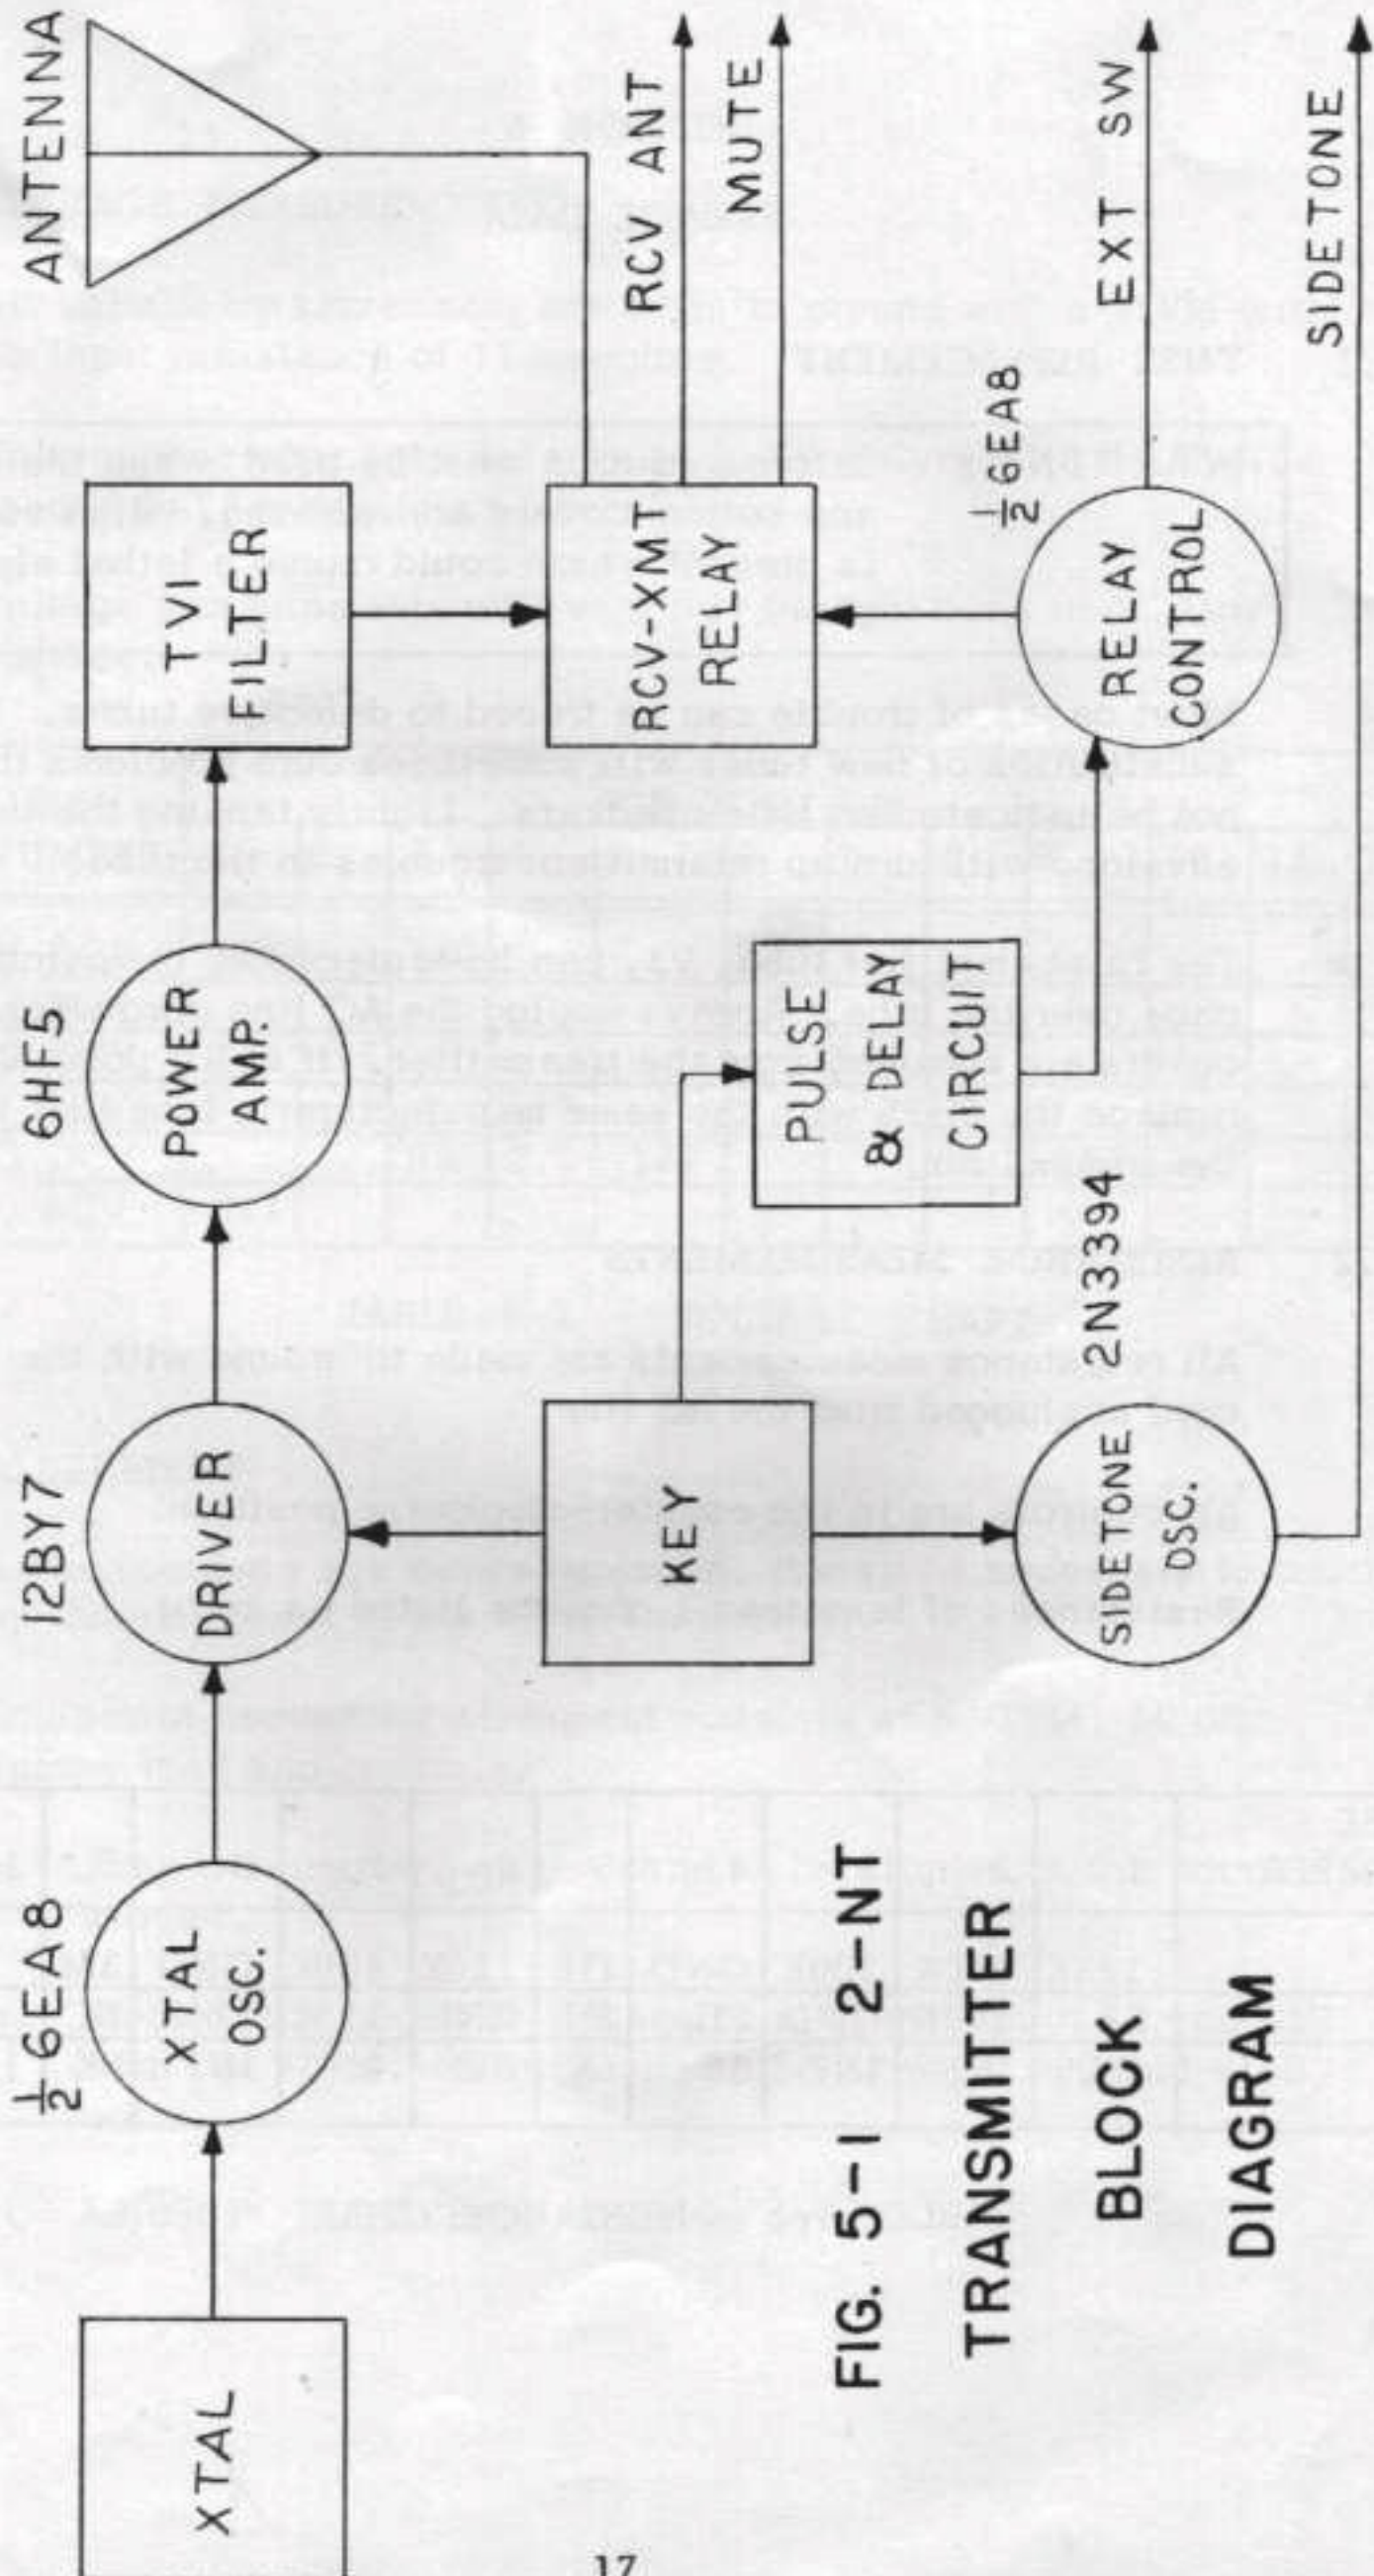 ½ 6EA8
12BY7
6HF5
ANTENNA
XTAL
XTAL
OSC.
DRIVER
POWER
AMP.
TVI
FILTER
KEY
PULSE
& DELAY
CIRCUIT
RCV-XMT
RELAY
RCV ANT
MUTE
½ 6EA8
RELAY
CONTROL
EXT SW
2N3394
SIDETONE
OSC.
SIDETONE
FIG. 5-1 2-NT
TRANSMITTER
BLOCK
DIAGRAM
17